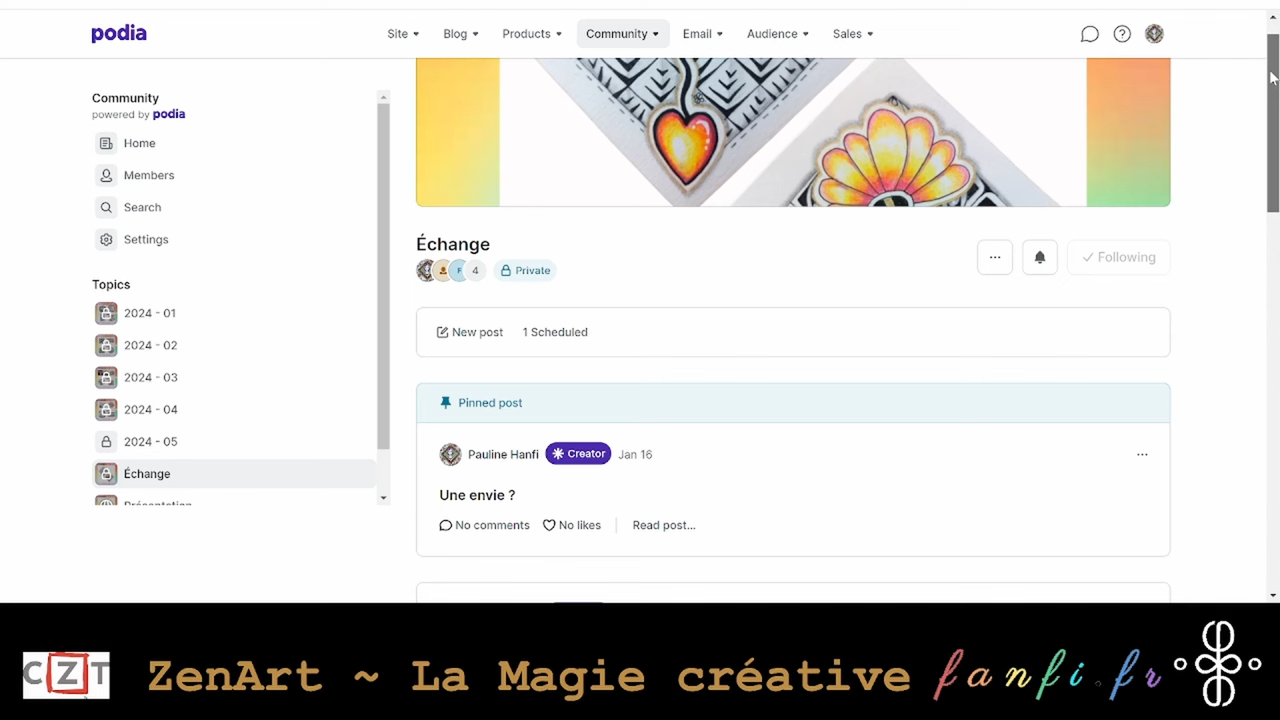 podia
Site
Blog
Products
Community
Email
Audience
Sales
Community
powered by podia
Home
Members
Search
Settings
Topics
2024 - 01
2024 - 02
2024 - 03
2024 - 04
2024 - 05
Échange
Présentation
Échange
F 4 Private
Following
New post 1 Scheduled
Pinned post
Pauline Hanfi Creator Jan 16
Une envie ?
No comments No likes Read post...
CZT ZenArt ~ La Magie créative fanfi.fr